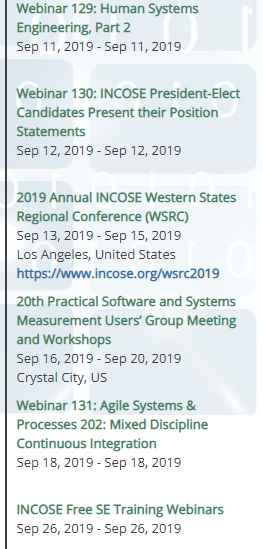 Webinar 129: Human Systems
Engineering, Part 2
Sep 11, 2019 - Sep 11, 2019
Webinar 130: INCOSE President-Elect
Candidates Present their Position
Statements
Sep 12, 2019 - Sep 12, 2019
2019 Annual INCOSE Western States
Regional Conference (WSRC)
Sep 13, 2019 - Sep 15, 2019
Los Angeles, United States
https://www.incose.org/wsrc2019
20th Practical Software and Systems
Measurement Users' Group Meeting
and Workshops
Sep 16, 2019 - Sep 20, 2019
Crystal City, US
Webinar 131: Agile Systems &
Processes 202: Mixed Discipline
Continuous Integration
Sep 18, 2019 - Sep 18, 2019
INCOSE Free SE Training Webinars
Sep 26, 2019 - Sep 26, 2019